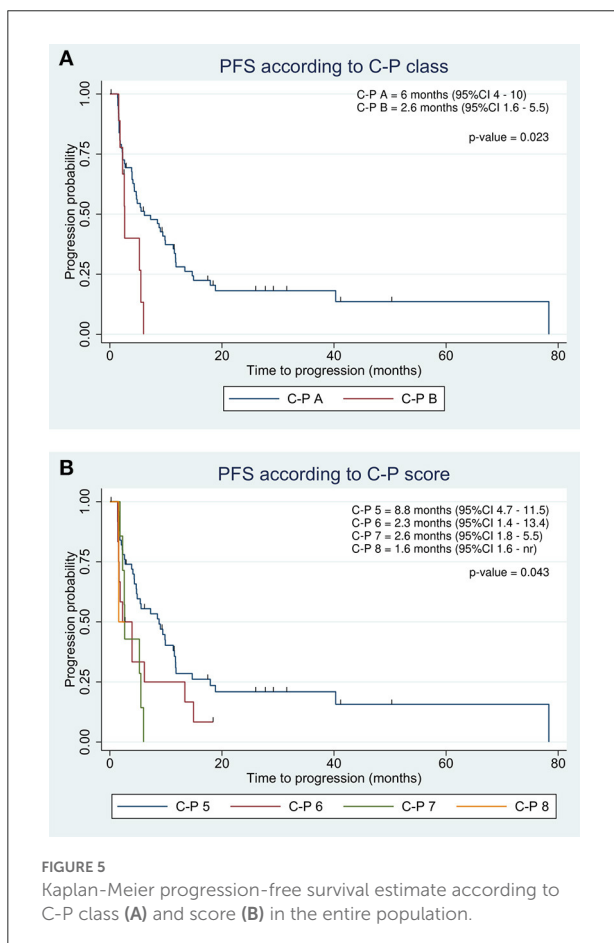 A
PFS according to C-P class
C-P A = 6 months (95%CI 4 - 10)
C-P B = 2.6 months (95%CI 1.6 - 5.5)
p-value = 0.023
Progression probability
1.00
0.75
0.50
0.25
0.00
0 20 40 60 80
Time to progression (months)
C-P A C-P B
B
PFS according to C-P score
C-P 5 = 8.8 months (95%CI 4.7 - 11.5)
C-P 6 = 2.3 months (95%CI 1.4 - 13.4)
C-P 7 = 2.6 months (95%CI 1.8 - 5.5)
C-P 8 = 1.6 months (95%CI 1.6 - nr)
p-value = 0.043
Progression probability
1.00
0.75
0.50
0.25
0.00
0 20 40 60 80
Time to progression (months)
C-P 5 C-P 6 C-P 7 C-P 8
FIGURE 5
Kaplan-Meier progression-free survival estimate according to
C-P class (A) and score (B) in the entire population.